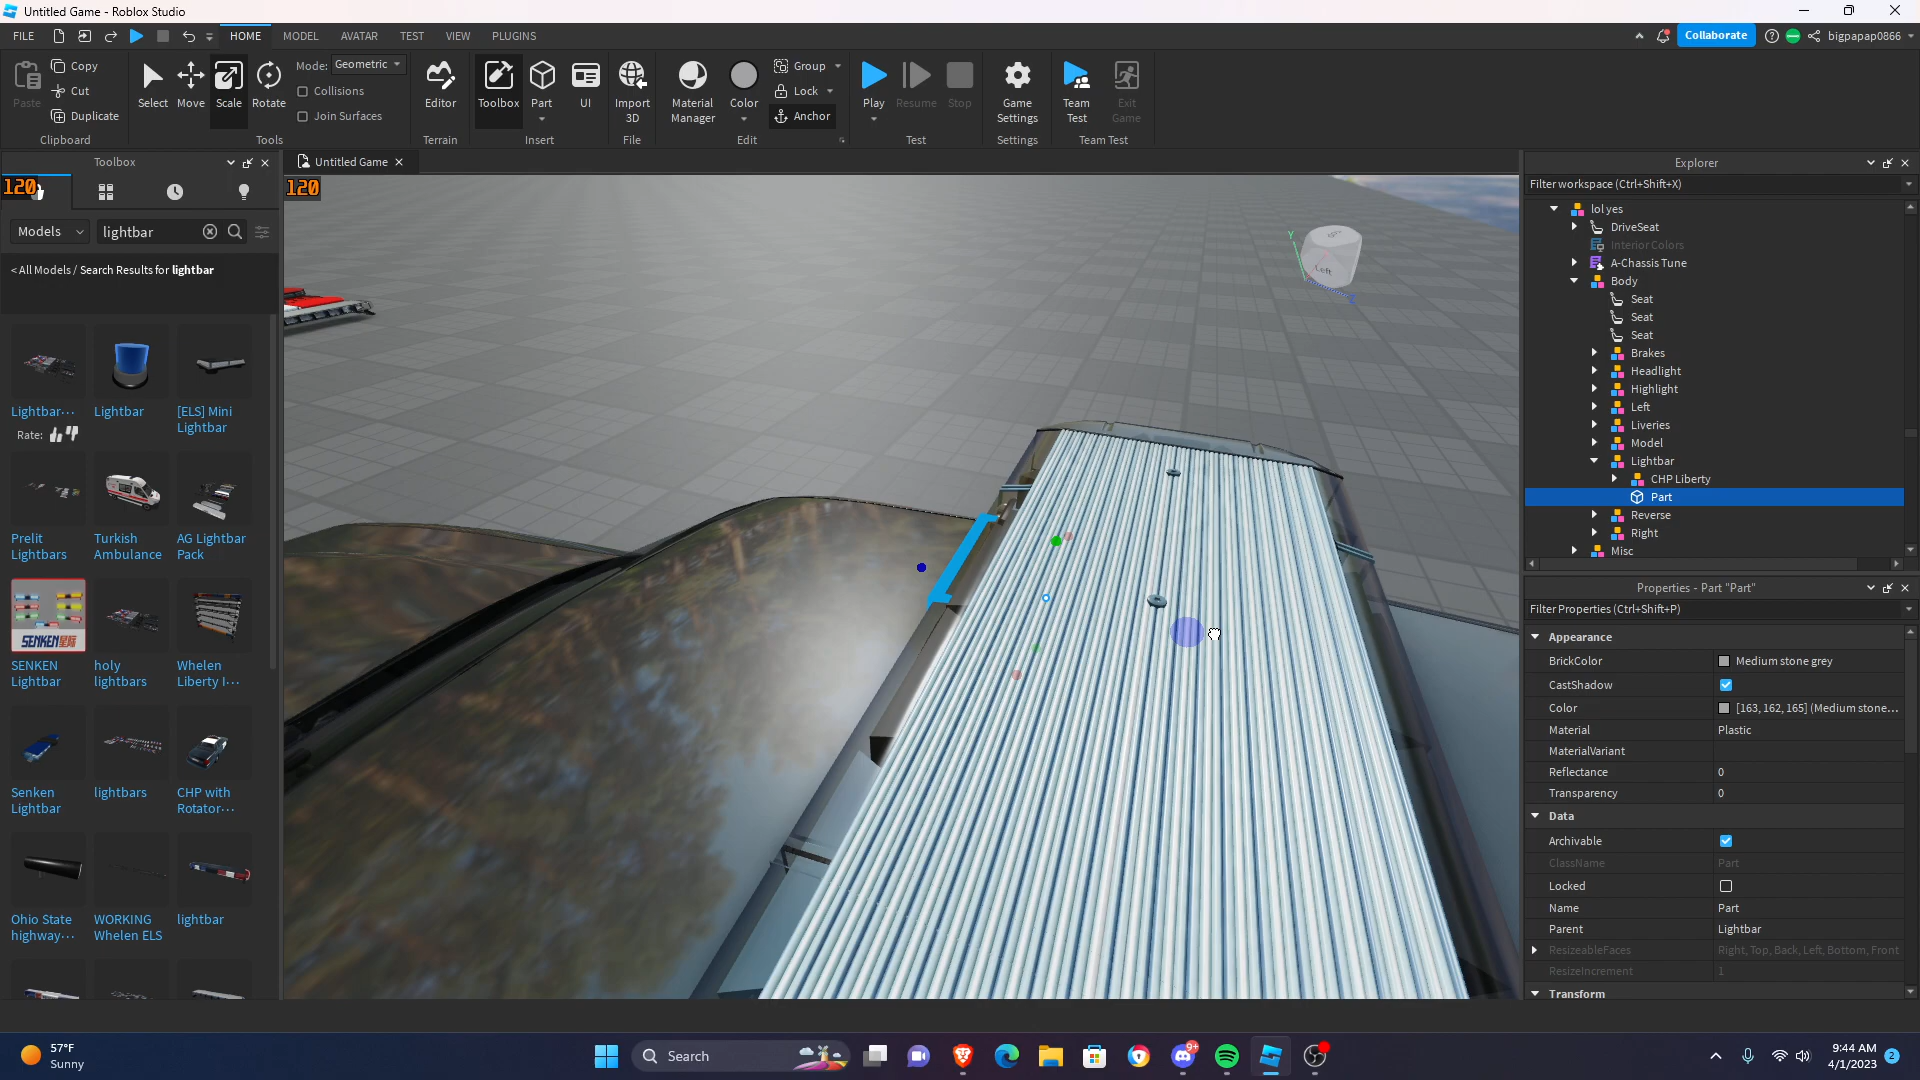 Untitled Game - Roblox Studio
FILE
HOME
MODEL
AVATAR
TEST
VIEW
PLUGINS
Collaborate
bigpapap0866
Paste
Copy
Cut
Duplicate
Clipboard
Select
Move
Scale
Rotate
Mode:
Geometric
Collisions
Join Surfaces
Tools
Editor
Terrain
Toolbox
Part
UI
Insert
Import
3D
File
Material
Manager
Color
Group
Lock
Anchor
Edit
Play
Resume
Stop
Test
Game
Settings
Settings
Team
Test
Exit
Game
Team Test
Toolbox
120
Models
lightbar
< All Models / Search Results for lightbar
Lightbar...
Lightbar
[ELS] Mini
Lightbar
Rate:
Prelit
Lightbars
Turkish
Ambulance
AG Lightbar
Pack
SENKEN
SENKEN
Lightbar
holy
lightbars
Whelen
Liberty I...
Senken
Lightbar
lightbars
CHP with
Rotator...
Ohio State
highway...
WORKING
Whelen ELS
lightbar
Untitled Game
120
Y
Left
Z
Explorer
Filter workspace (Ctrl+Shift+X)
lol yes
DriveSeat
Interior Colors
A-Chassis Tune
Body
Seat
Seat
Seat
Brakes
Headlight
Highlight
Left
Liveries
Model
Lightbar
CHP Liberty
Part
Reverse
Right
Misc
Properties - Part "Part"
Filter Properties (Ctrl+Shift+P)
Appearance
BrickColor
Medium stone grey
CastShadow
Color
[163, 162, 165] (Medium stone...
Material
Plastic
MaterialVariant
Reflectance
0
Transparency
0
Data
Archivable
ClassName
Part
Locked
Name
Part
Parent
Lightbar
ResizeableFaces
Right, Top, Back, Left, Bottom, Front
ResizeIncrement
1
Transform
57°F
Sunny
Search
9+
9:44 AM
4/1/2023
2